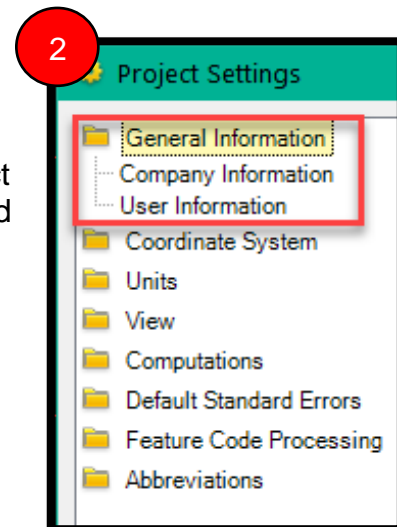 2
Project Settings
General Information
Company Information
User Information
Coordinate System
Units
View
Computations
Default Standard Errors
Feature Code Processing
Abbreviations